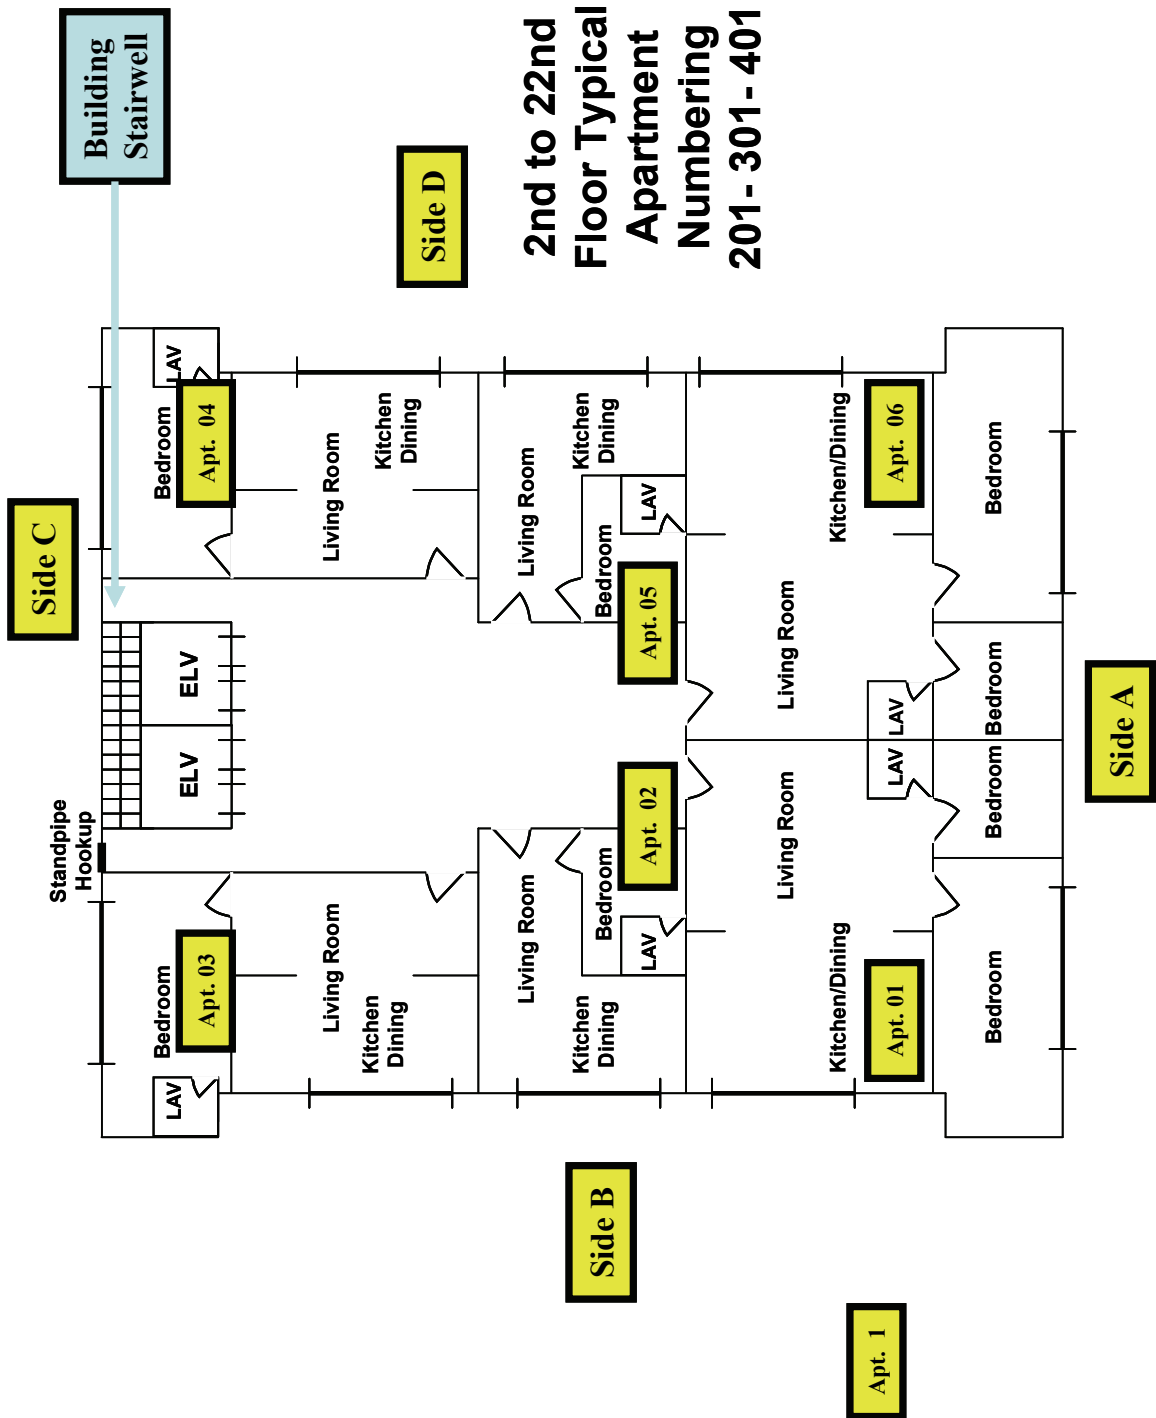 Building
Stairwell
2nd to 22nd
Floor Typical
Apartment
Numbering
201- 301- 401
Side D
Side C
LAV
Bedroom
Apt. 04
Living Room
Kitchen
Dining
Living Room
Kitchen
Dining
Bedroom
LAV
Apt. 05
Kitchen/Dining
Apt. 06
Living Room
LAV
Bedroom
Bedroom
ELV
ELV
Standpipe
Hookup
Side A
Apt. 02
Living Room
Bedroom
LAV
Kitchen
Dining
Living Room
LAV
Bedroom
Kitchen/Dining
Apt. 01
Bedroom
Bedroom
Apt. 03
LAV
Living Room
Kitchen
Dining
Side B
Apt. 1